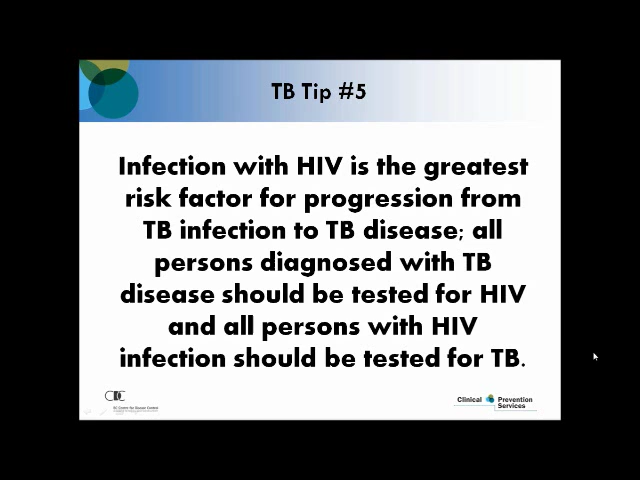 TB Tip #5
Infection with HIV is the greatest
risk factor for progression from
TB infection to TB disease; all
persons diagnosed with TB
disease should be tested for HIV
and all persons with HIV
infection should be tested for TB.
BC Centre for Disease Control
Clinical Prevention
Services